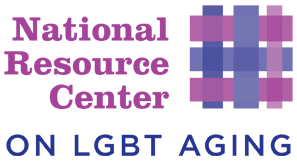 National
Resource
Center
ON LGBT AGING